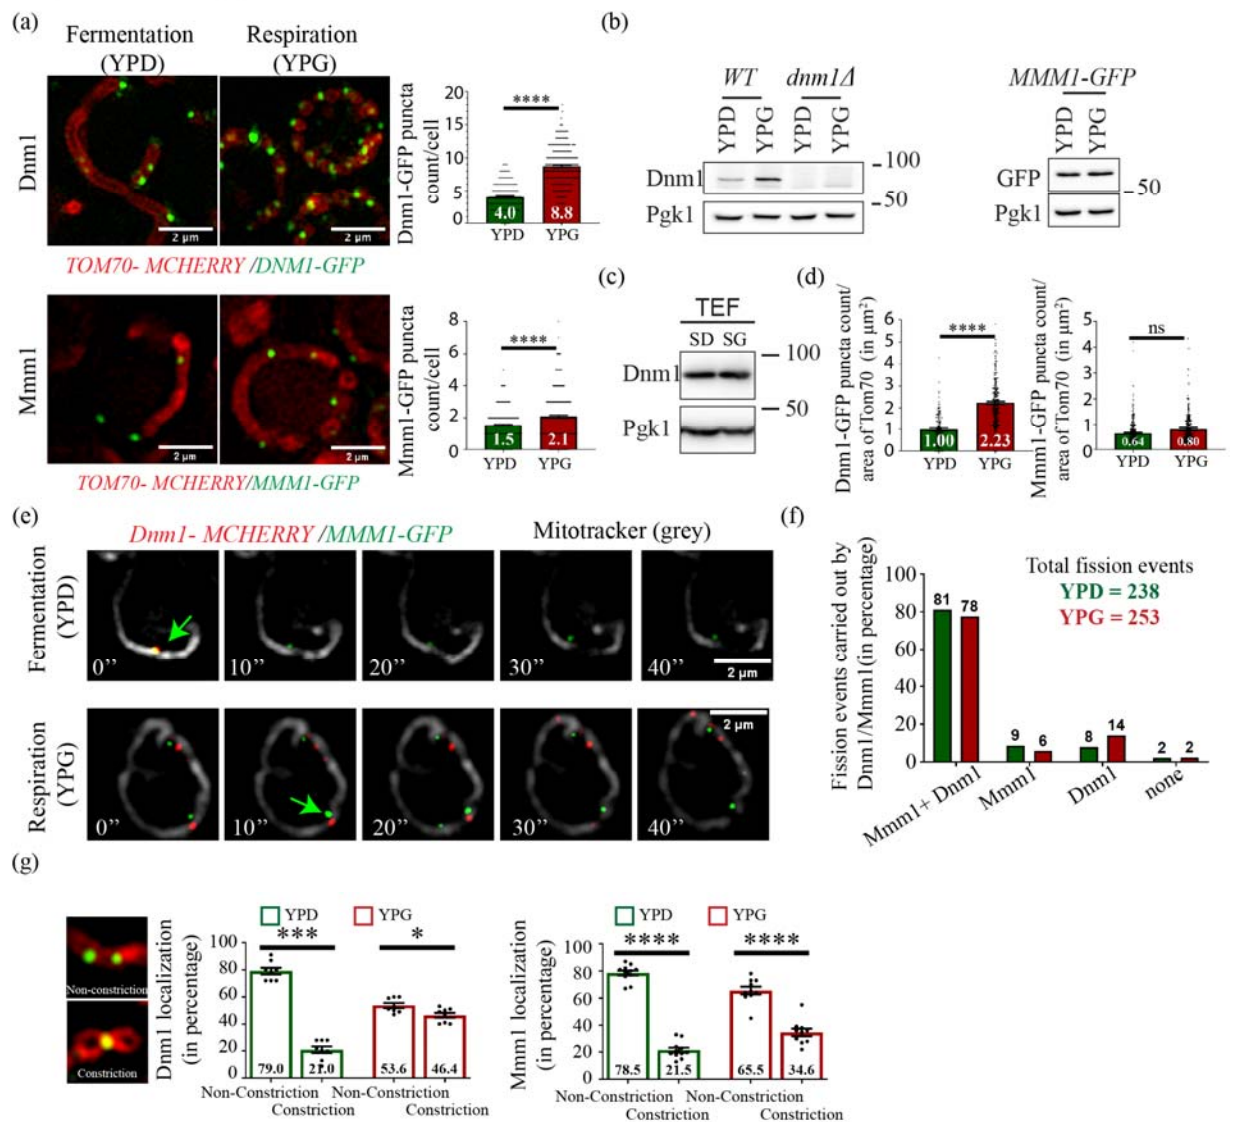 (a)
Fermentation
(YPD)
Respiration
(YPG)
Dnm1
2 µm
2 µm
TOM70- MCHERRY /DNM1-GFP
Dnm1-GFP puncta
count/cell
20
15
10
5
0
****
4.0
8.8
YPD
YPG
Mmm1
2 µm
2 µm
TOM70- MCHERRY/MMM1-GFP
Mmm1-GFP puncta
count/cell
8
6
4
2
0
****
1.5
2.1
YPD
YPG
(b)
WT
dnm1Δ
YPD
YPG
YPD
YPG
Dnm1
Pgk1
100
50
MMM1-GFP
YPD
YPG
GFP
Pgk1
50
(c)
TEF
SD SG
Dnm1
Pgk1
100
50
(d)
Dnm1-GFP puncta count/
area of Tom70 (in µm²)
6
5
4
3
2
1
0
****
1.00
2.23
YPD
YPG
Mmm1-GFP puncta count/
area of Tom70 (in µm²)
5
4
3
2
1
0
ns
0.64
0.80
YPD
YPG
(e)
Dnm1- MCHERRY /MMM1-GFP
Mitotracker (grey)
Fermentation
(YPD)
0’’
10’’
20’’
30’’
40’’
2 µm
Respiration
(YPG)
0’’
10’’
20’’
30’’
40’’
2 µm
(f)
Fission events carried out by
Dnm1/Mmm1(in percentage)
100
80
60
40
20
0
Total fission events
YPD = 238
YPG = 253
81
78
9
6
8
14
2
2
Mmm1+ Dnm1
Mmm1
Dnm1
none
(g)
Non-constriction
Constriction
Dnm1 localization
(in percentage)
100
80
60
40
20
0
YPD
YPG
***
*
79.0
21.0
53.6
46.4
Non-Constriction
Constriction
Non-Constriction
Constriction
Mmm1 localization
(in percentage)
100
80
60
40
20
0
YPD
YPG
****
****
78.5
21.5
65.5
34.6
Non-Constriction
Constriction
Non-Constriction
Constriction